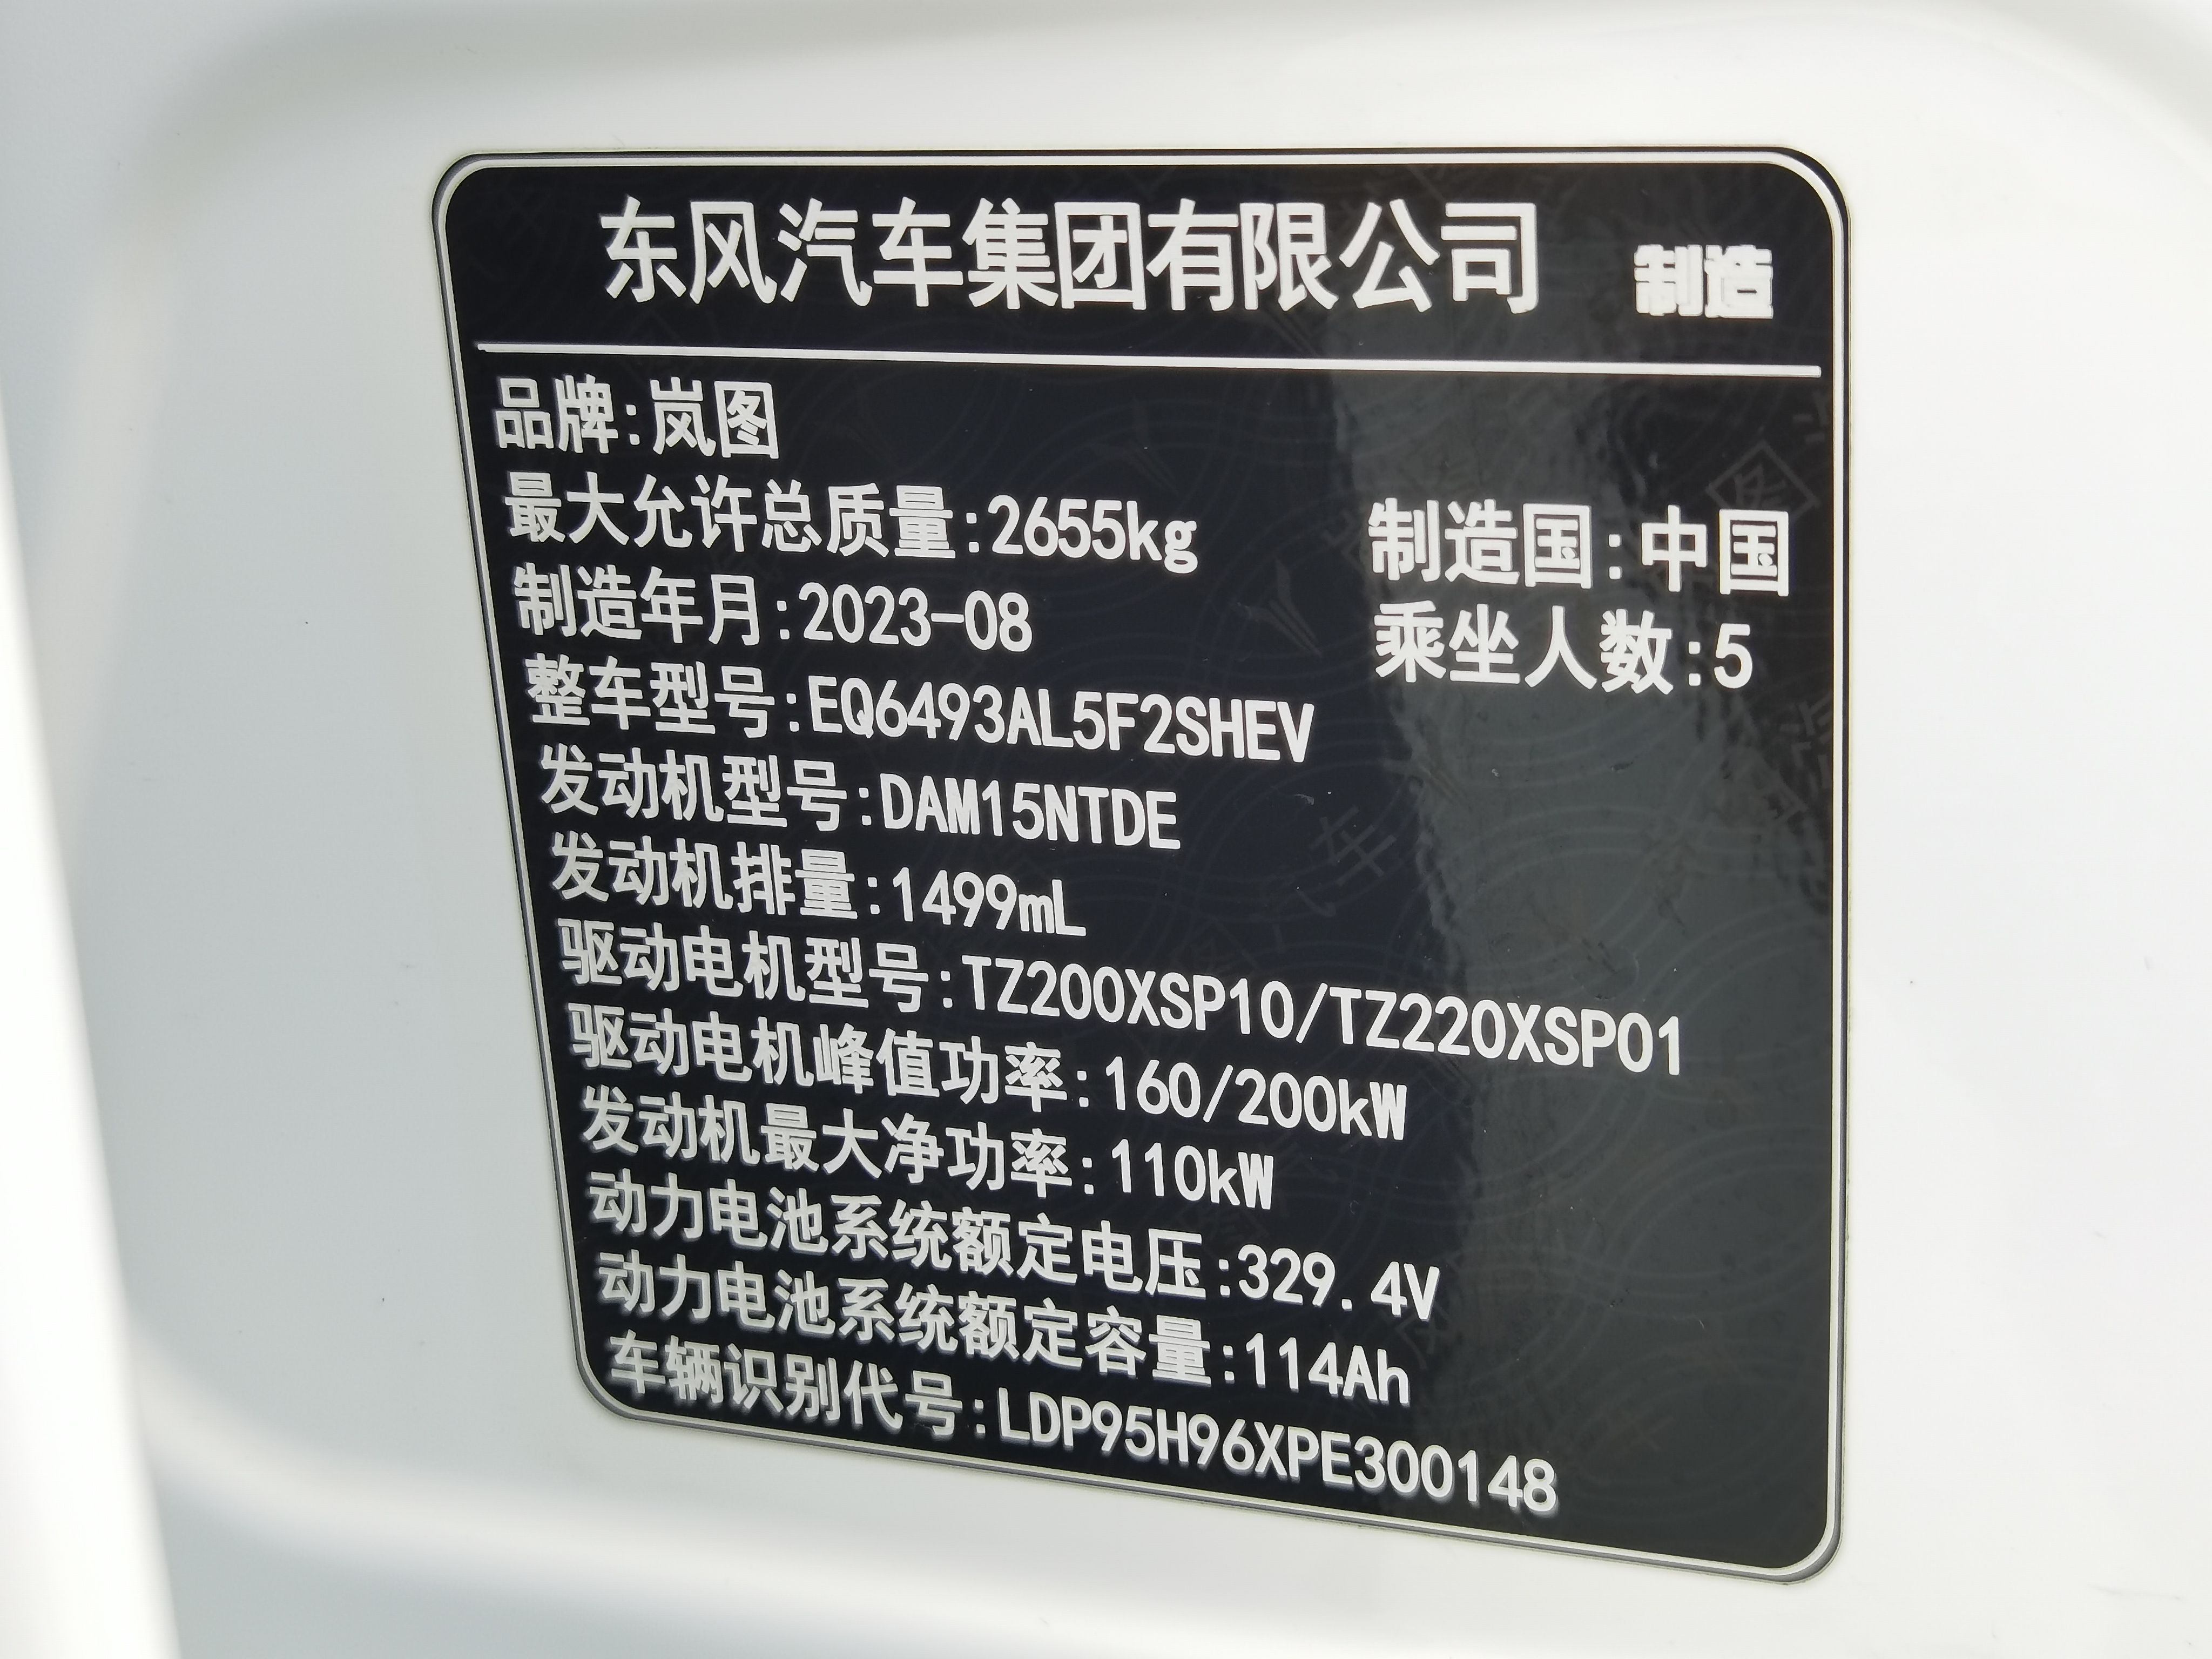 东风汽车集团有限公司 制造
品牌:岚图
最大允许总质量:2655kg 制造国:中国
制造年月:2023-08 乘坐人数:5
整车型号:EQ6493AL5F2SHEV
发动机型号:DAM15NTDE
发动机排量:1499mL
驱动电机型号:TZ200XSP10/TZ220XSP01
驱动电机峰值功率:160/200kW
发动机最大净功率:110kW
动力电池系统额定电压:329.4V
动力电池系统额定容量:114Ah
车辆识别代号:LDP95H96XPE300148